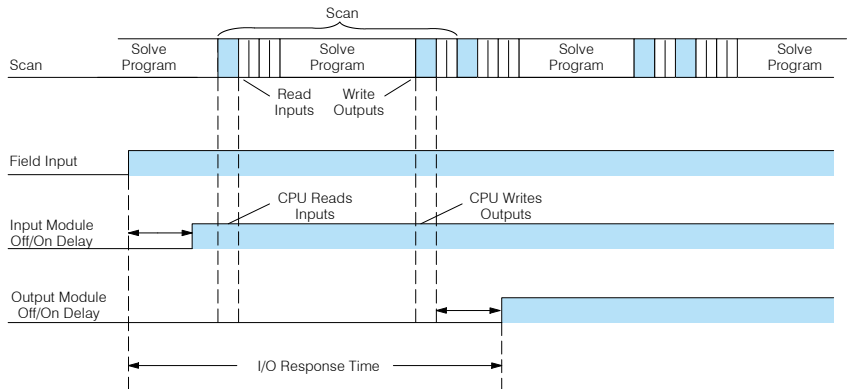 Scan
Solve
Program
Solve
Program
Solve
Program
Solve
Program
Scan
Read
Inputs
Write
Outputs
Field Input
CPU Reads
Inputs
CPU Writes
Outputs
Input Module
Off/On Delay
Output Module
Off/On Delay
I/O Response Time